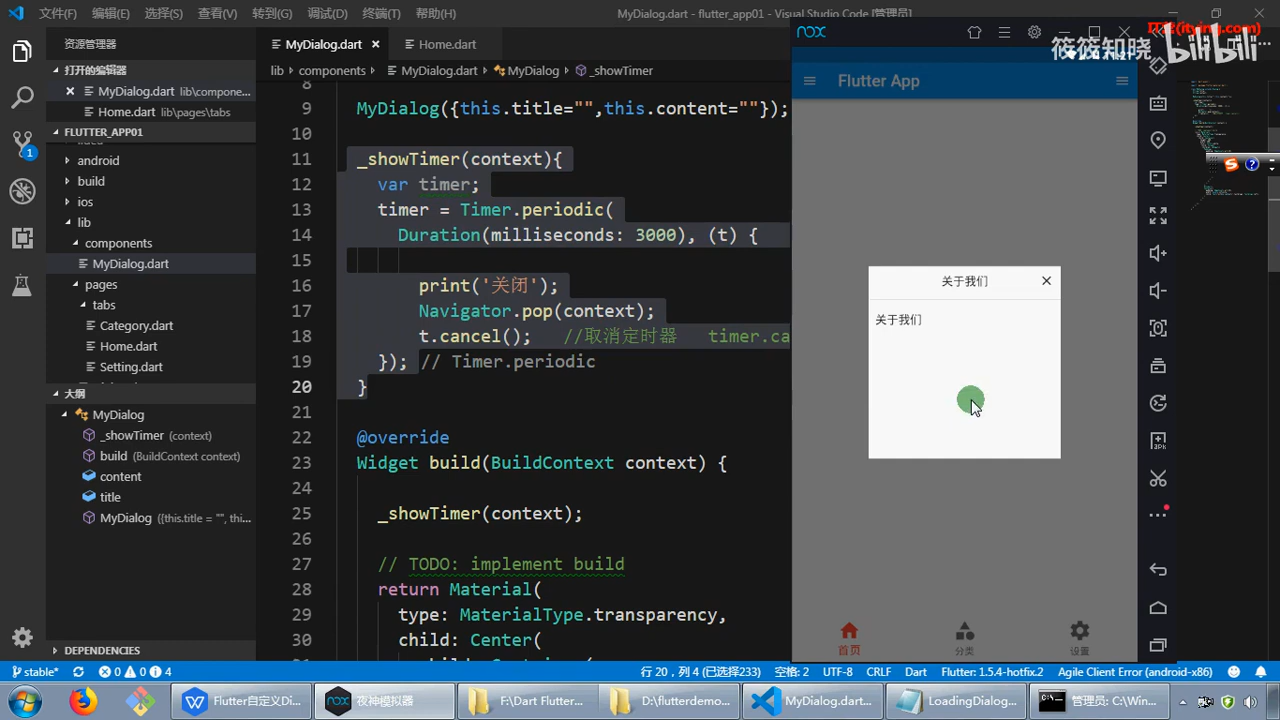 文件(F)
编辑(E)
选择(S)
查看(V)
转到(G)
调试(D)
终端(T)
帮助(H)
MyDialog.dart - flutter_app01 - Visual Studio Code [管理员]
资源管理器
打开的编辑器
MyDialog.dart lib\compone...
Home.dart lib\pages\tabs
FLUTTER_APP01
android
build
ios
lib
components
MyDialog.dart
pages
tabs
Category.dart
Home.dart
Setting.dart
大纲
MyDialog
_showTimer (context)
build (BuildContext context)
content
title
MyDialog ({this.title = "", thi...
DEPENDENCIES
1
MyDialog.dart
Home.dart
lib components MyDialog.dart MyDialog _showTimer
8
9 MyDialog({this.title="",this.content=""});
10
11 _showTimer(context){
12 var timer;
13 timer = Timer.periodic(
14 Duration(milliseconds: 3000), (t) {
15
16 print('关闭');
17 Navigator.pop(context);
18 t.cancel(); //取消定时器 timer.ca
19 }); // Timer.periodic
20 }
21
22 @override
23 Widget build(BuildContext context) {
24
25 _showTimer(context);
26
27 // TODO: implement build
28 return Material(
29 type: MaterialType.transparency,
30 child: Center(
nox
(itying.com)
筱筱知晓 bilibili
Flutter App
关于我们
关于我们
首页
分类
设置
stable*
0 0 4
行 20，列 4 (已选择233)
空格: 2
UTF-8
CRLF
Dart
Flutter: 1.5.4-hotfix.2
Agile Client Error (android-x86)
Flutter自定义Di...
夜神模拟器
F:\Dart Flutter...
D:\flutterdemo...
MyDialog.dart...
LoadingDialog...
管理员: C:\Win...